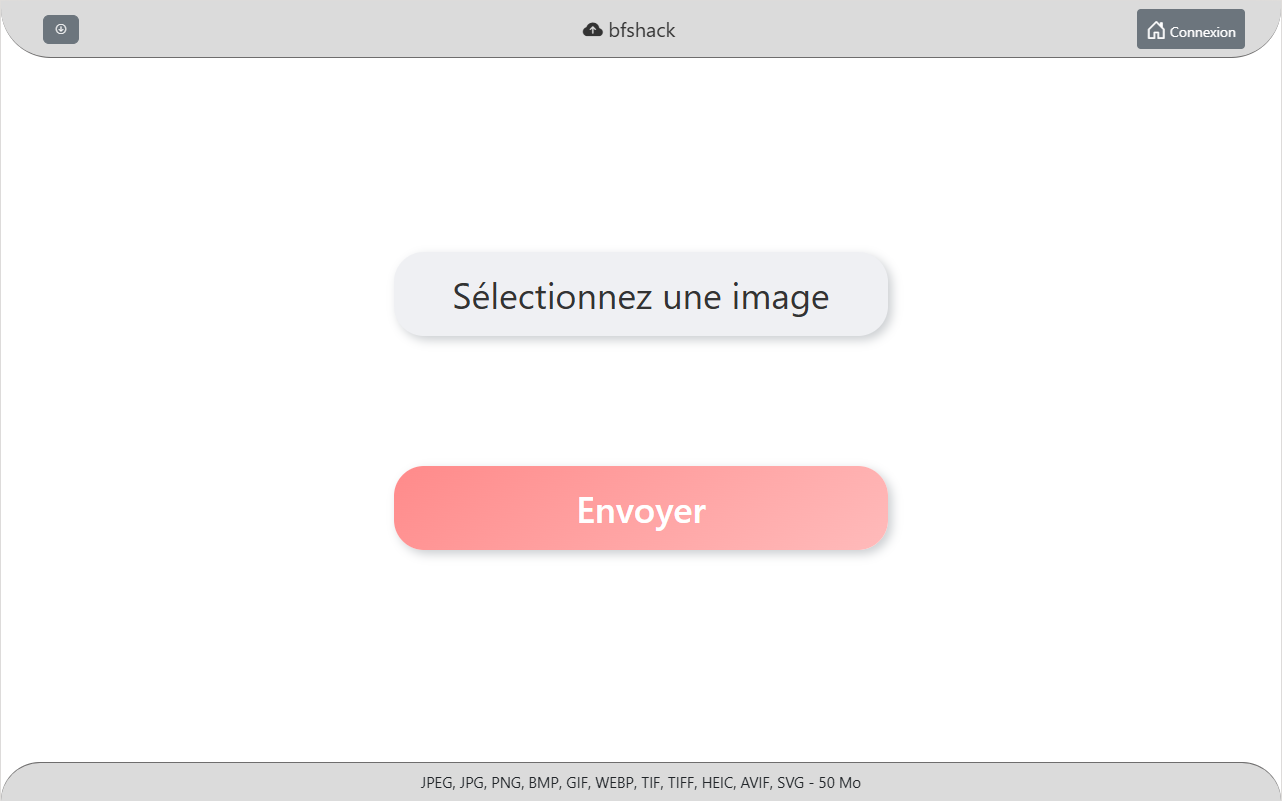 bfshack
Connexion
Sélectionnez une image
Envoyer
JPEG, JPG, PNG, BMP, GIF, WEBP, TIF, TIFF, HEIC, AVIF, SVG - 50 Mo